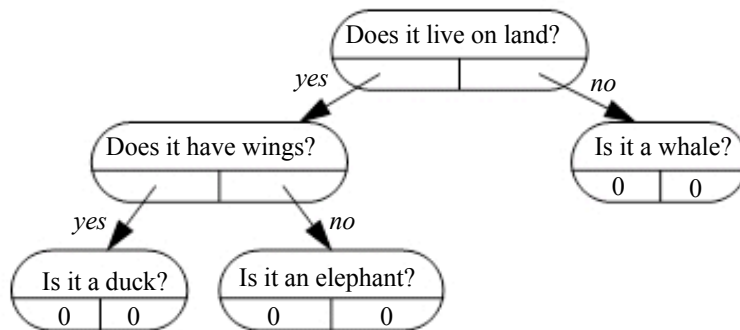 Does it live on land?
yes
no
Does it have wings?
Is it a whale?
0 0
yes
no
Is it a duck?
Is it an elephant?
0 0
0 0